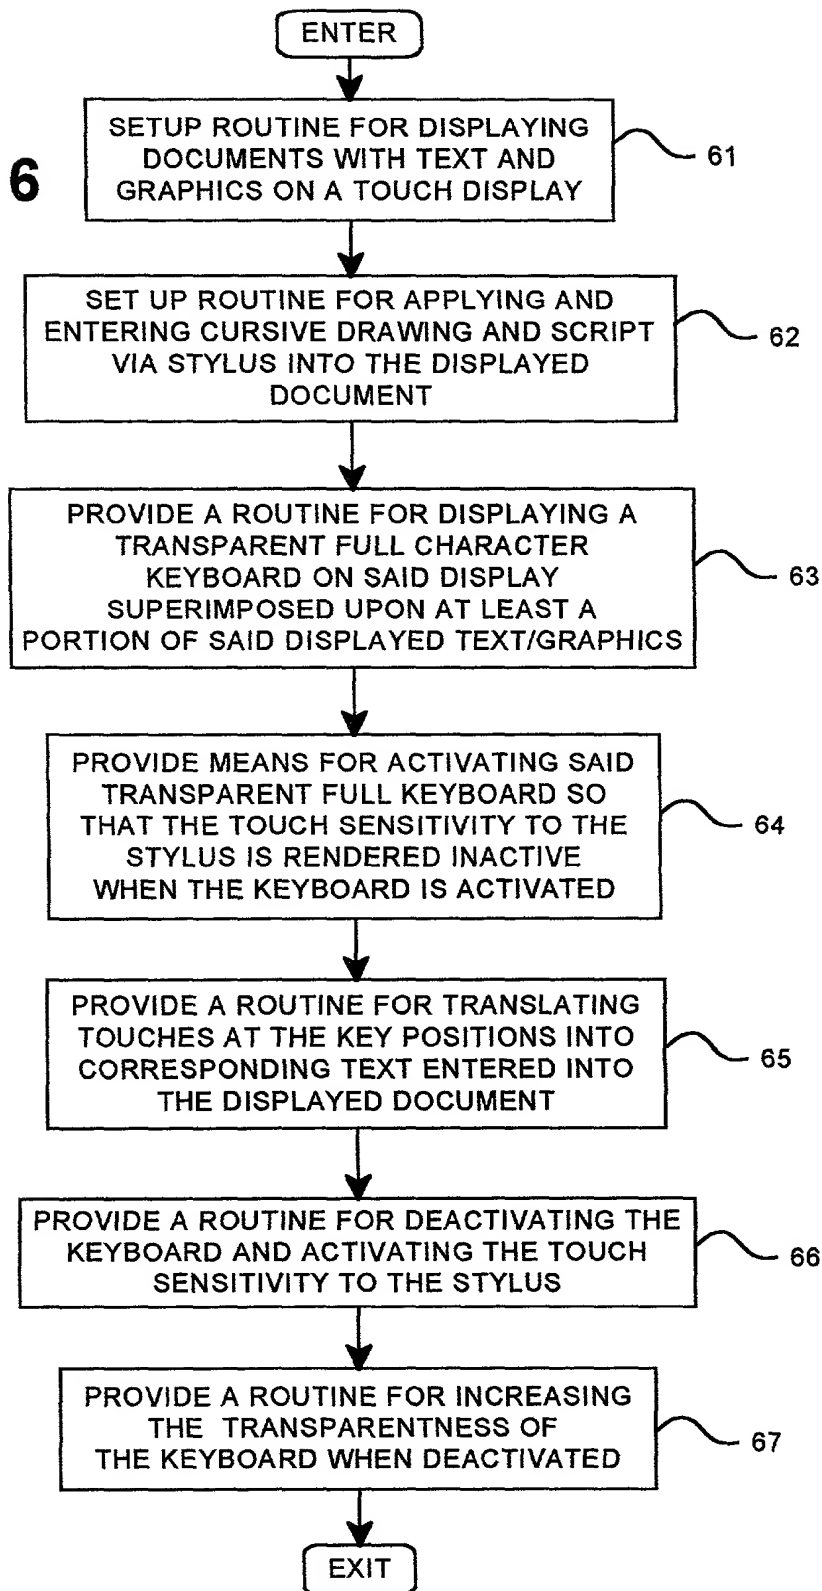 ENTER
SETUP ROUTINE FOR DISPLAYING
DOCUMENTS WITH TEXT AND
GRAPHICS ON A TOUCH DISPLAY
61
6
SET UP ROUTINE FOR APPLYING AND
ENTERING CURSIVE DRAWING AND SCRIPT
VIA STYLUS INTO THE DISPLAYED
DOCUMENT
62
PROVIDE A ROUTINE FOR DISPLAYING A
TRANSPARENT FULL CHARACTER
KEYBOARD ON SAID DISPLAY
SUPERIMPOSED UPON AT LEAST A
PORTION OF SAID DISPLAYED TEXT/GRAPHICS
63
PROVIDE MEANS FOR ACTIVATING SAID
TRANSPARENT FULL KEYBOARD SO
THAT THE TOUCH SENSITIVITY TO THE
STYLUS IS RENDERED INACTIVE
WHEN THE KEYBOARD IS ACTIVATED
64
PROVIDE A ROUTINE FOR TRANSLATING
TOUCHES AT THE KEY POSITIONS INTO
CORRESPONDING TEXT ENTERED INTO
THE DISPLAYED DOCUMENT
65
PROVIDE A ROUTINE FOR DEACTIVATING THE
KEYBOARD AND ACTIVATING THE TOUCH
SENSITIVITY TO THE STYLUS
66
PROVIDE A ROUTINE FOR INCREASING
THE TRANSPARENTNESS OF
THE KEYBOARD WHEN DEACTIVATED
67
EXIT